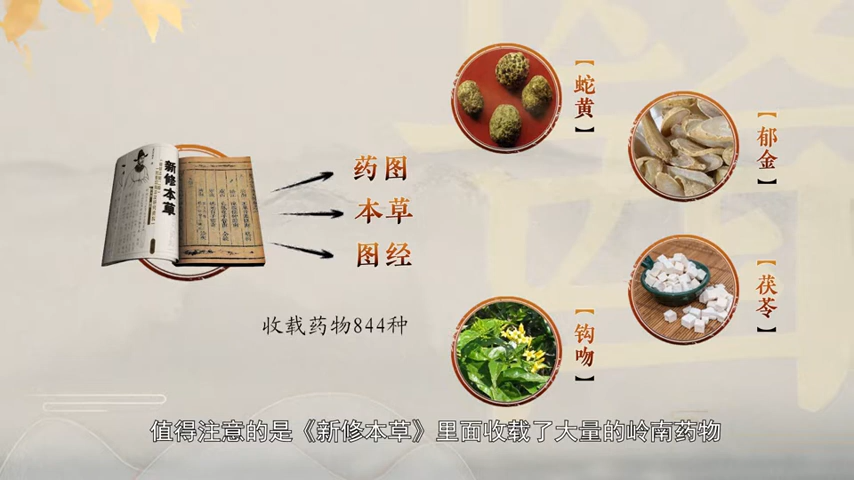 新修本草
药图
本草
图经
收载药物844种
【蛇黄】
【郁金】
【茯苓】
【钩吻】
值得注意的是《新修本草》里面收载了大量的岭南药物